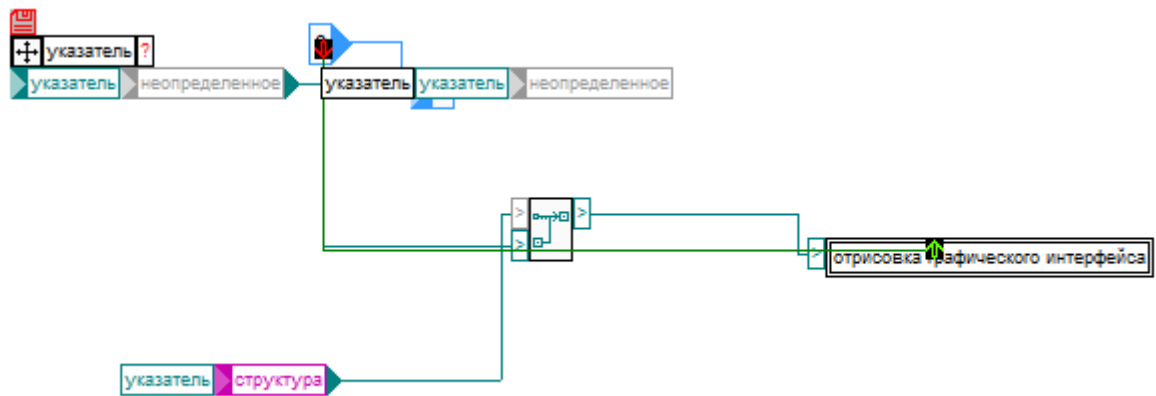 указатель ?
указатель неопределенное указатель указатель неопределенное
> >
>
> отрисовка графического интерфейса
указатель структура